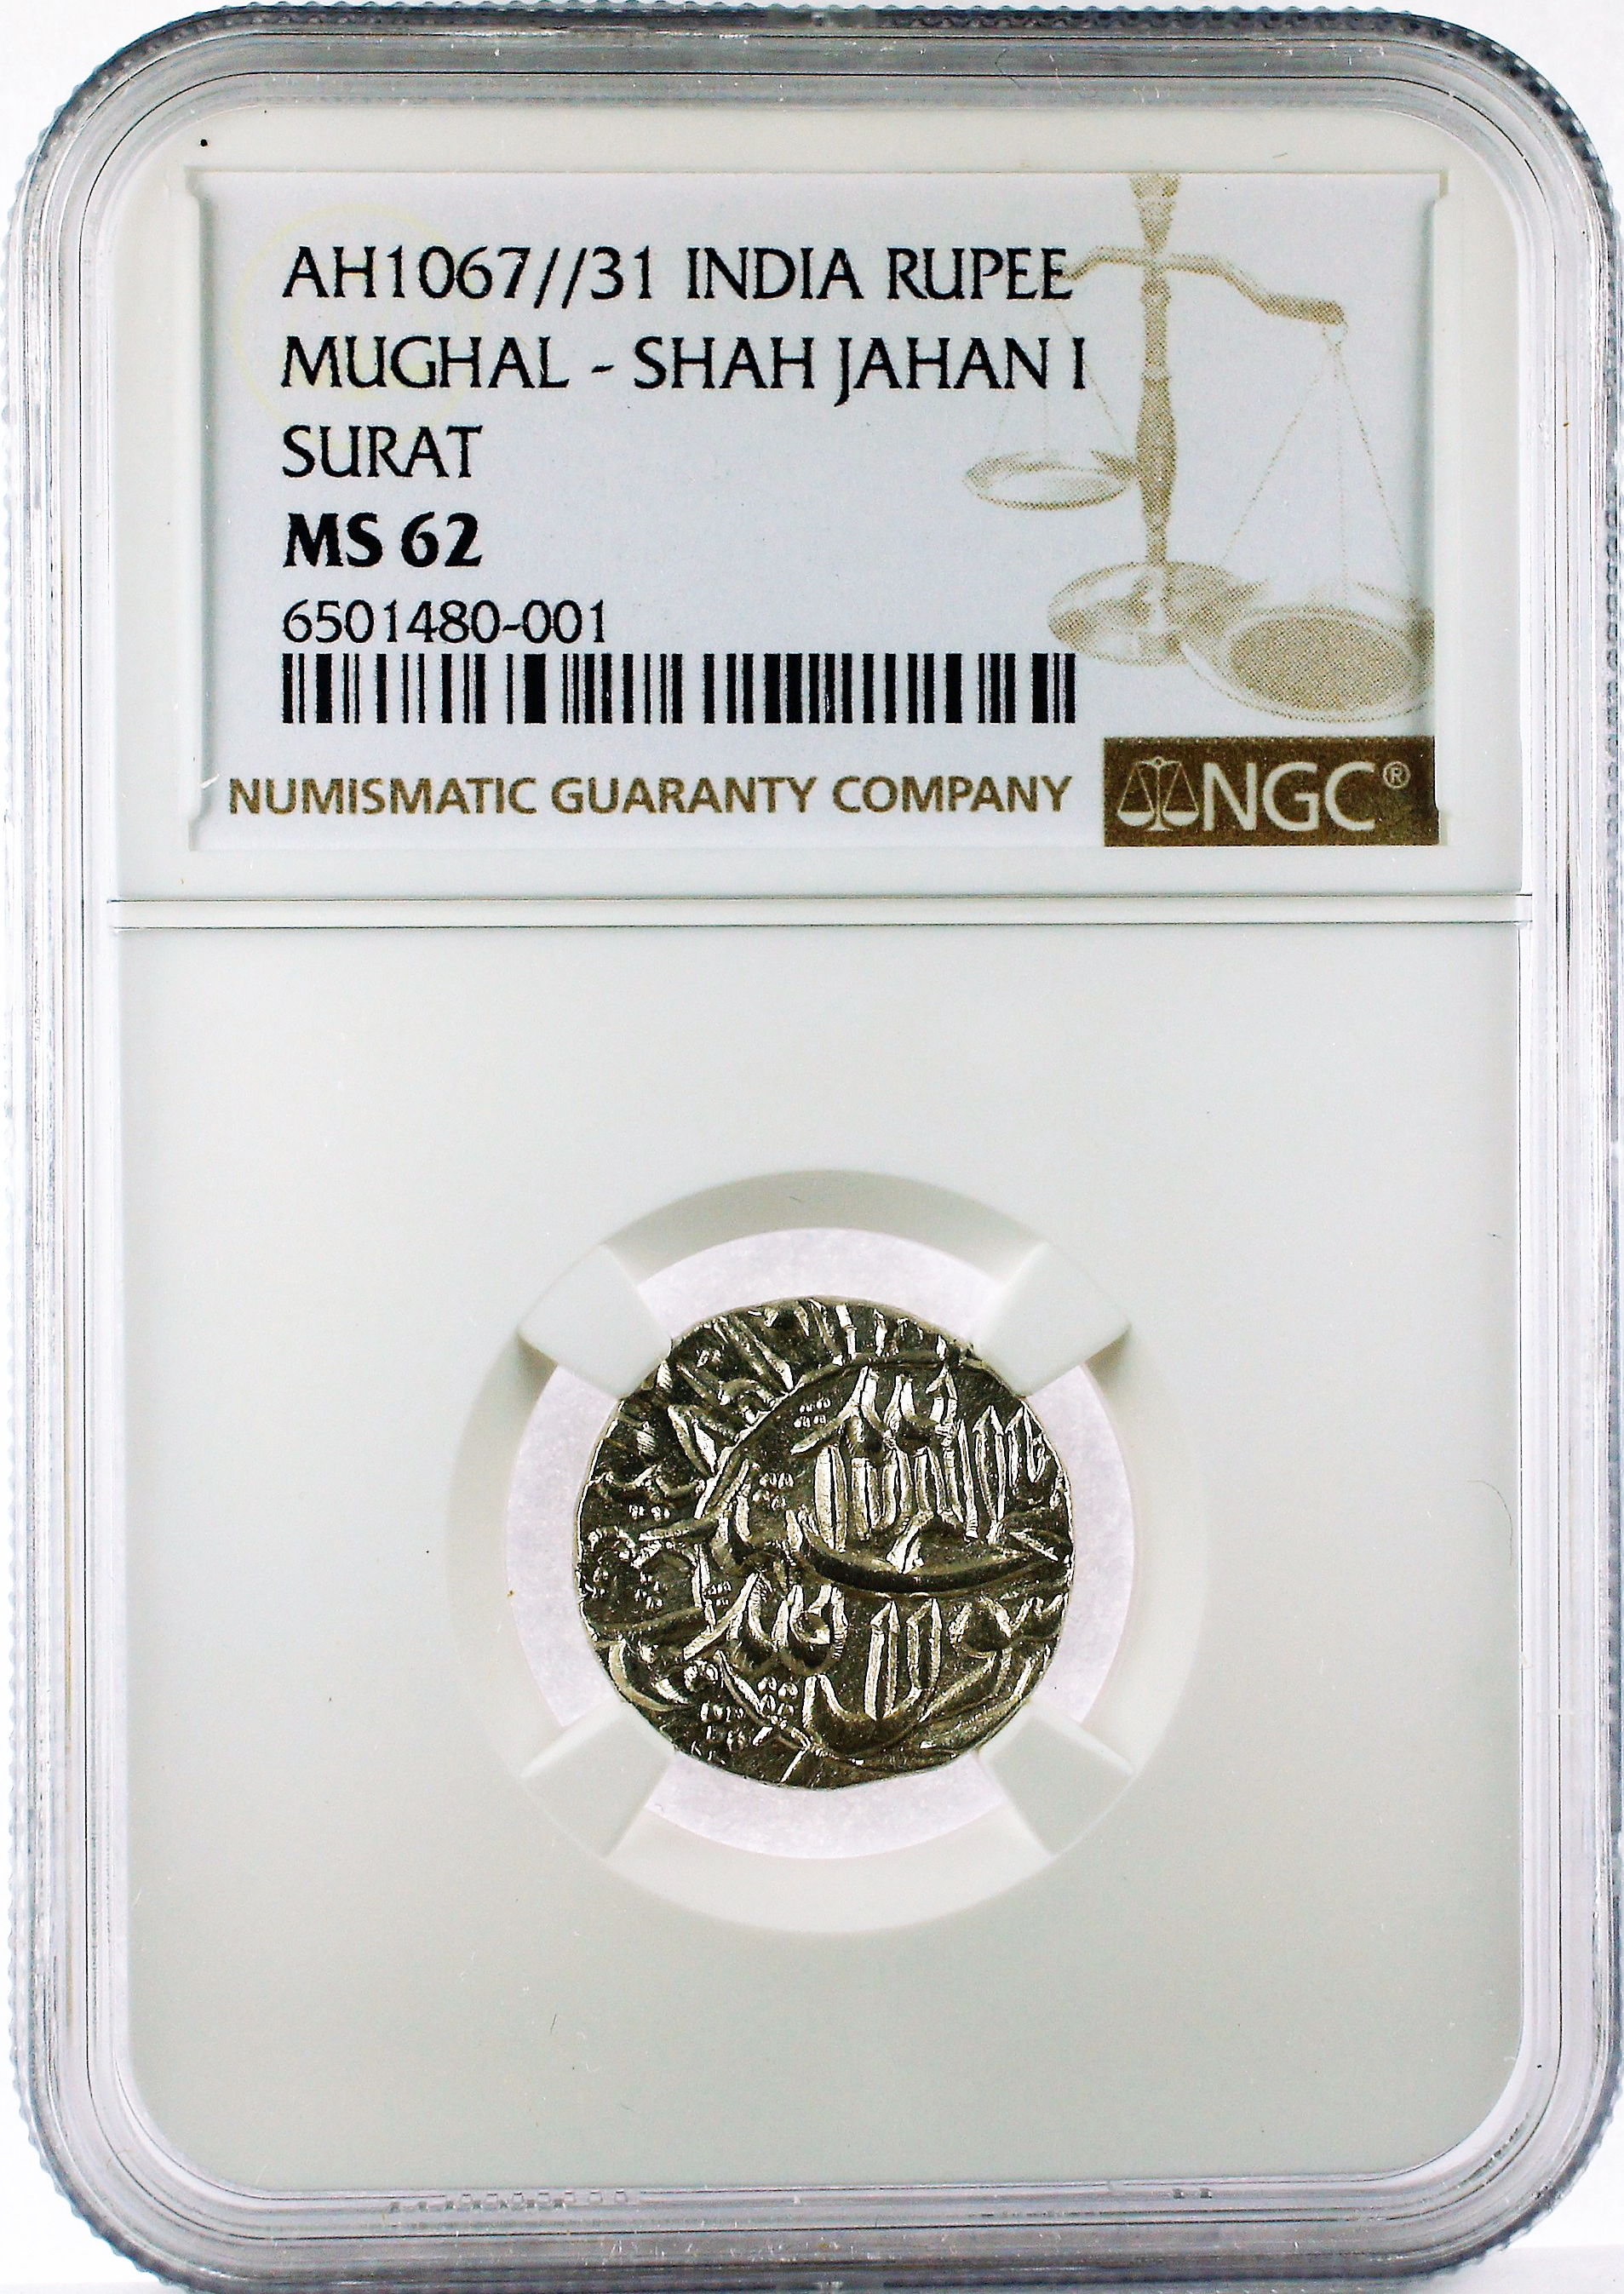 AH1067//31 INDIA RUPEE
MUGHAL - SHAH JAHAN I
SURAT
MS 62
6501480-001
NUMISMATIC GUARANTY COMPANY NGC®